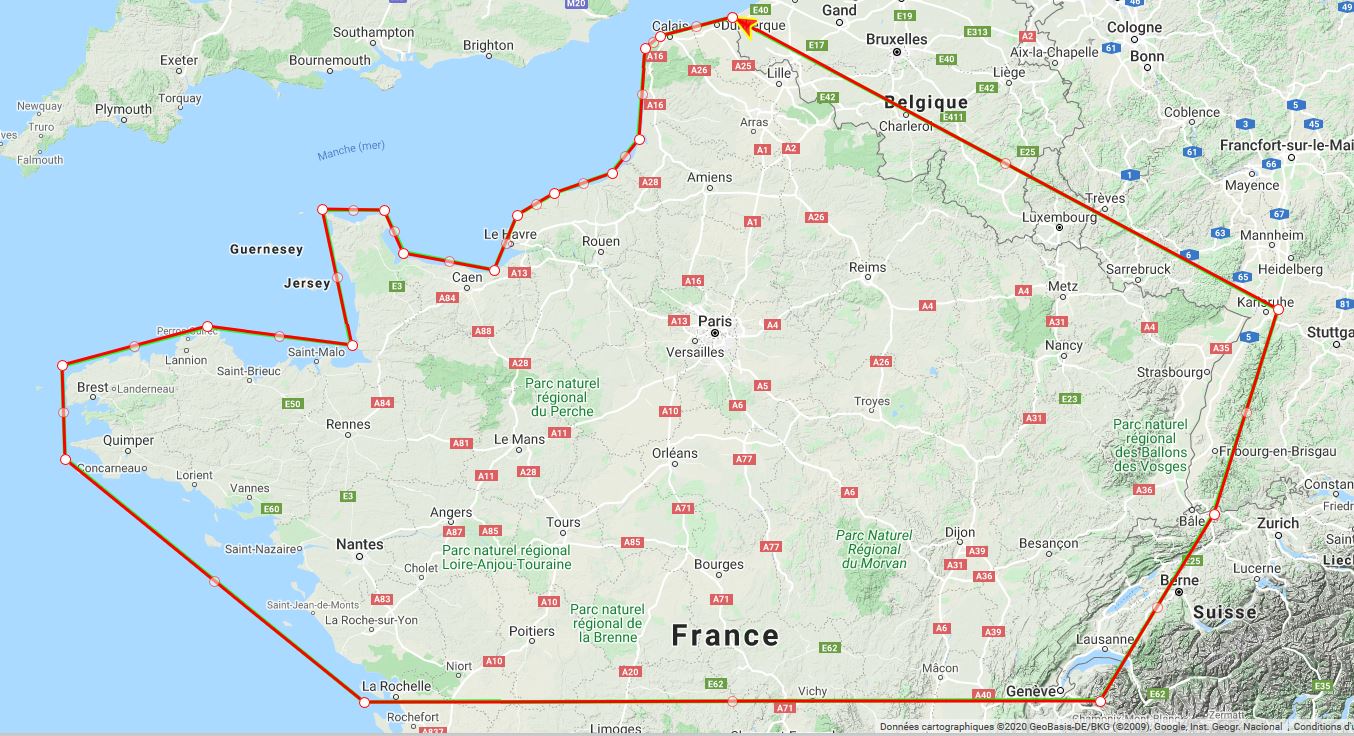 M20
46
49
E40
Gand
E19
E313
A2
Cologne
Southampton
Brighton
Bournemouth
Exeter
Calais
Dunkerque
E17
Bruxelles
Aix-la-Chapelle
61
Bonn
A16
A26
A25
Lille
E40
Liège
E42
Newquay
Torquay
Plymouth
Truro
Falmouth
A16
Arras
E42
Belgique
Charleroi
E411
Coblence
5
3
45
Manche (mer)
A1
A2
E25
61
Francfort-sur-le-Mai
66
Amiens
A28
1
Mayence
Trèves
67
A1
A26
Luxembourg
63
Mannheim
Guernesey
Le Havre
Rouen
6
Jersey
Caen
A13
E3
A84
A16
Reims
Sarrebruck
65
Heidelberg
Metz
A4
A4
Karlsruhe
81
Perros-Guirec
Lannion
Saint-Malo
Saint-Brieuc
A88
A13
Paris
A4
Versailles
A31
A4
Nancy
5
A35
Stuttga
A28
A26
Strasbourg
Brest
Landerneau
E50
A84
Parc naturel
régional
du Perche
A5
A6
A10
Troyes
E23
A31
Rennes
Quimper
Concarneau
Lorient
Vannes
A81
Le Mans
A11
Orléans
A77
Parc naturel
régional
des Ballons
des Vosges
Fribourg-en-Brisgau
A11
A28
E3
E60
A6
A36
Constan
Friedr
Angers
A87
A85
Tours
A71
A85
A77
Parc Naturel
Régional
du Morvan
Dijon
A39
A31
A36
Besançon
Bâle
Zurich
Saint-Nazaire
Nantes
Parc naturel régional
Loire-Anjou-Touraine
Cholet
Bourges
Berne
Lucerne
Liech
Saint-Jean-de-Monts
La Roche-sur-Yon
A83
A10
Parc naturel
régional de
la Brenne
A71
Suisse
Poitiers
France
E62
A6
A39
Lausanne
Niort
A10
A20
E62
Mâcon
Vichy
A40
Genève
E62
E35
La Rochelle
Rochefort
A837
Limoges
A71
Zermatt
Données cartographiques ©2020 GeoBasis-DE/BKG (©2009), Google, Inst. Geogr. Nacional
Conditions d'u